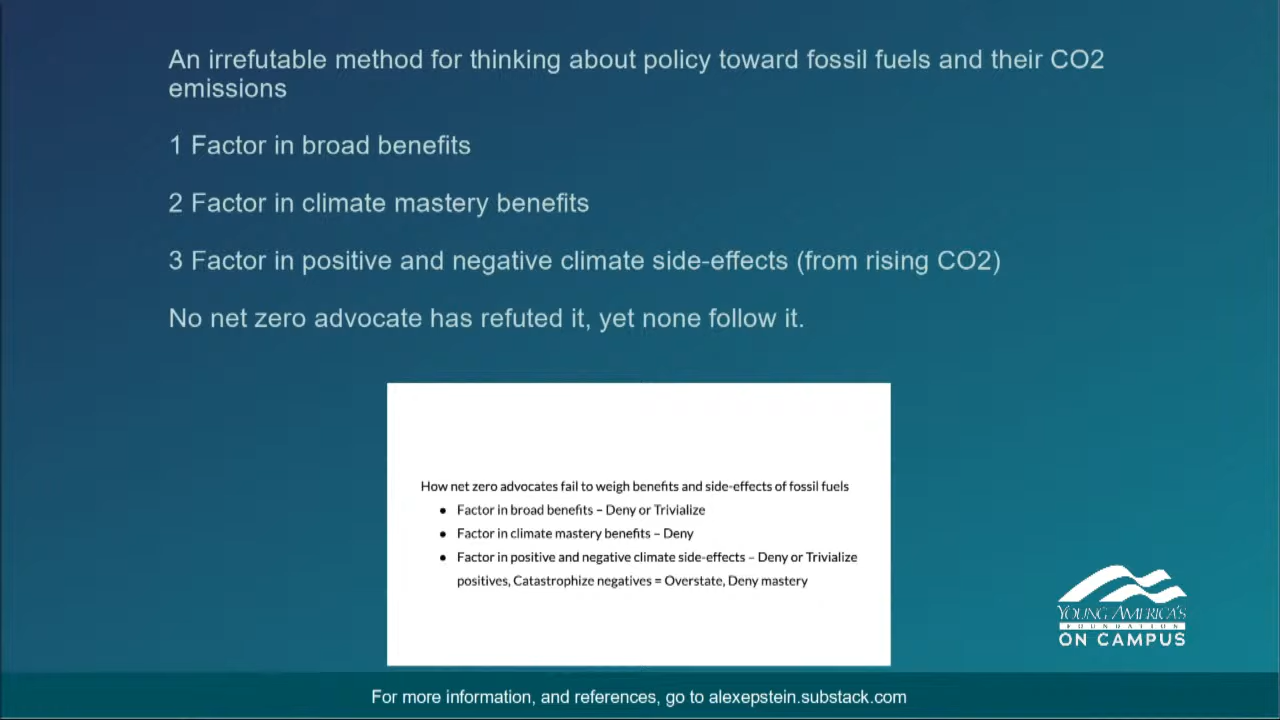 An irrefutable method for thinking about policy toward fossil fuels and their CO2
emissions
1 Factor in broad benefits
2 Factor in climate mastery benefits
3 Factor in positive and negative climate side-effects (from rising CO2)
No net zero advocate has refuted it, yet none follow it.
How net zero advocates fail to weigh benefits and side-effects of fossil fuels
● Factor in broad benefits – Deny or Trivialize
● Factor in climate mastery benefits – Deny
● Factor in positive and negative climate side-effects – Deny or Trivialize
positives, Catastrophize negatives = Overstate, Deny mastery
YOUNG AMERICA'S
FOUNDATION
ON CAMPUS
For more information, and references, go to alexepstein.substack.com